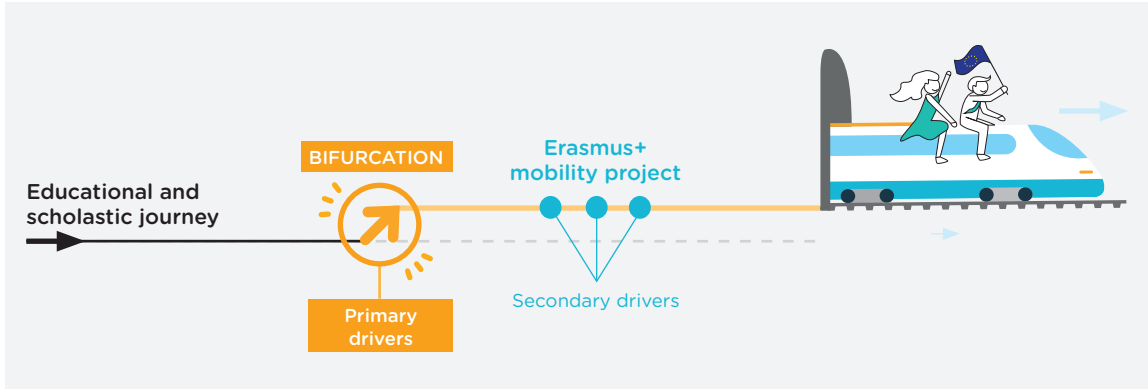 BIFURCATION
Erasmus+
mobility project
Educational and
scholastic journey
Secondary drivers
Primary
drivers